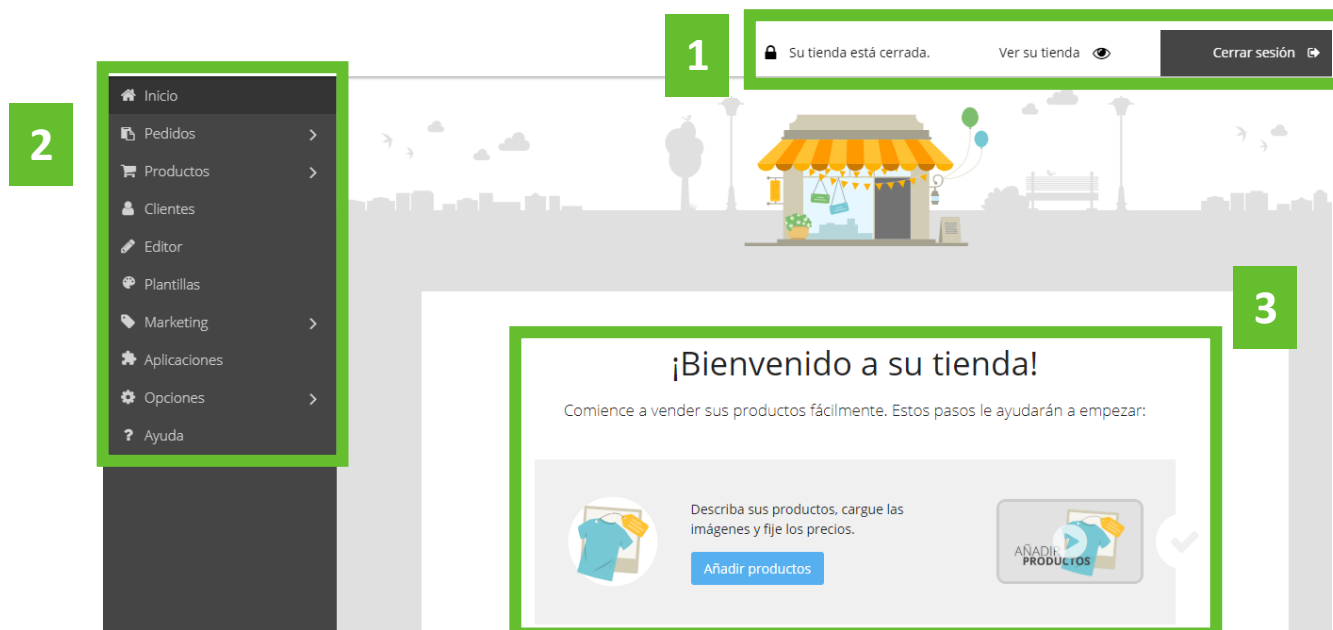 1
Su tienda está cerrada.
Ver su tienda
Cerrar sesión
2
Inicio
Pedidos
Productos
Clientes
Editor
Plantillas
Marketing
Aplicaciones
Opciones
? Ayuda
3
¡Bienvenido a su tienda!
Comience a vender sus productos fácilmente. Estos pasos le ayudarán a empezar:
Describa sus productos, cargue las
imágenes y fije los precios.
Añadir productos
AÑADIR
PRODUCTOS